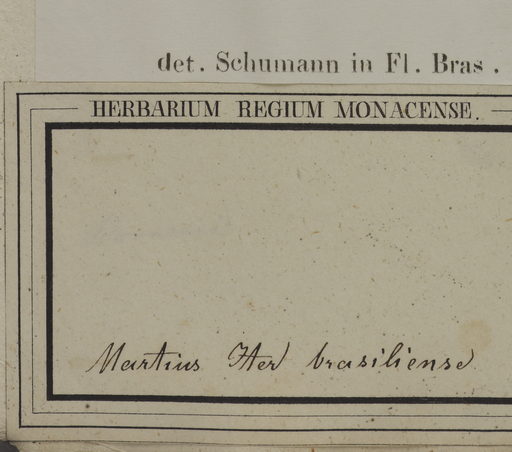 det. Schumann in Fl. Bras.
HERBARIUM REGIUM MONACENSE.
Martius Iter brasiliense